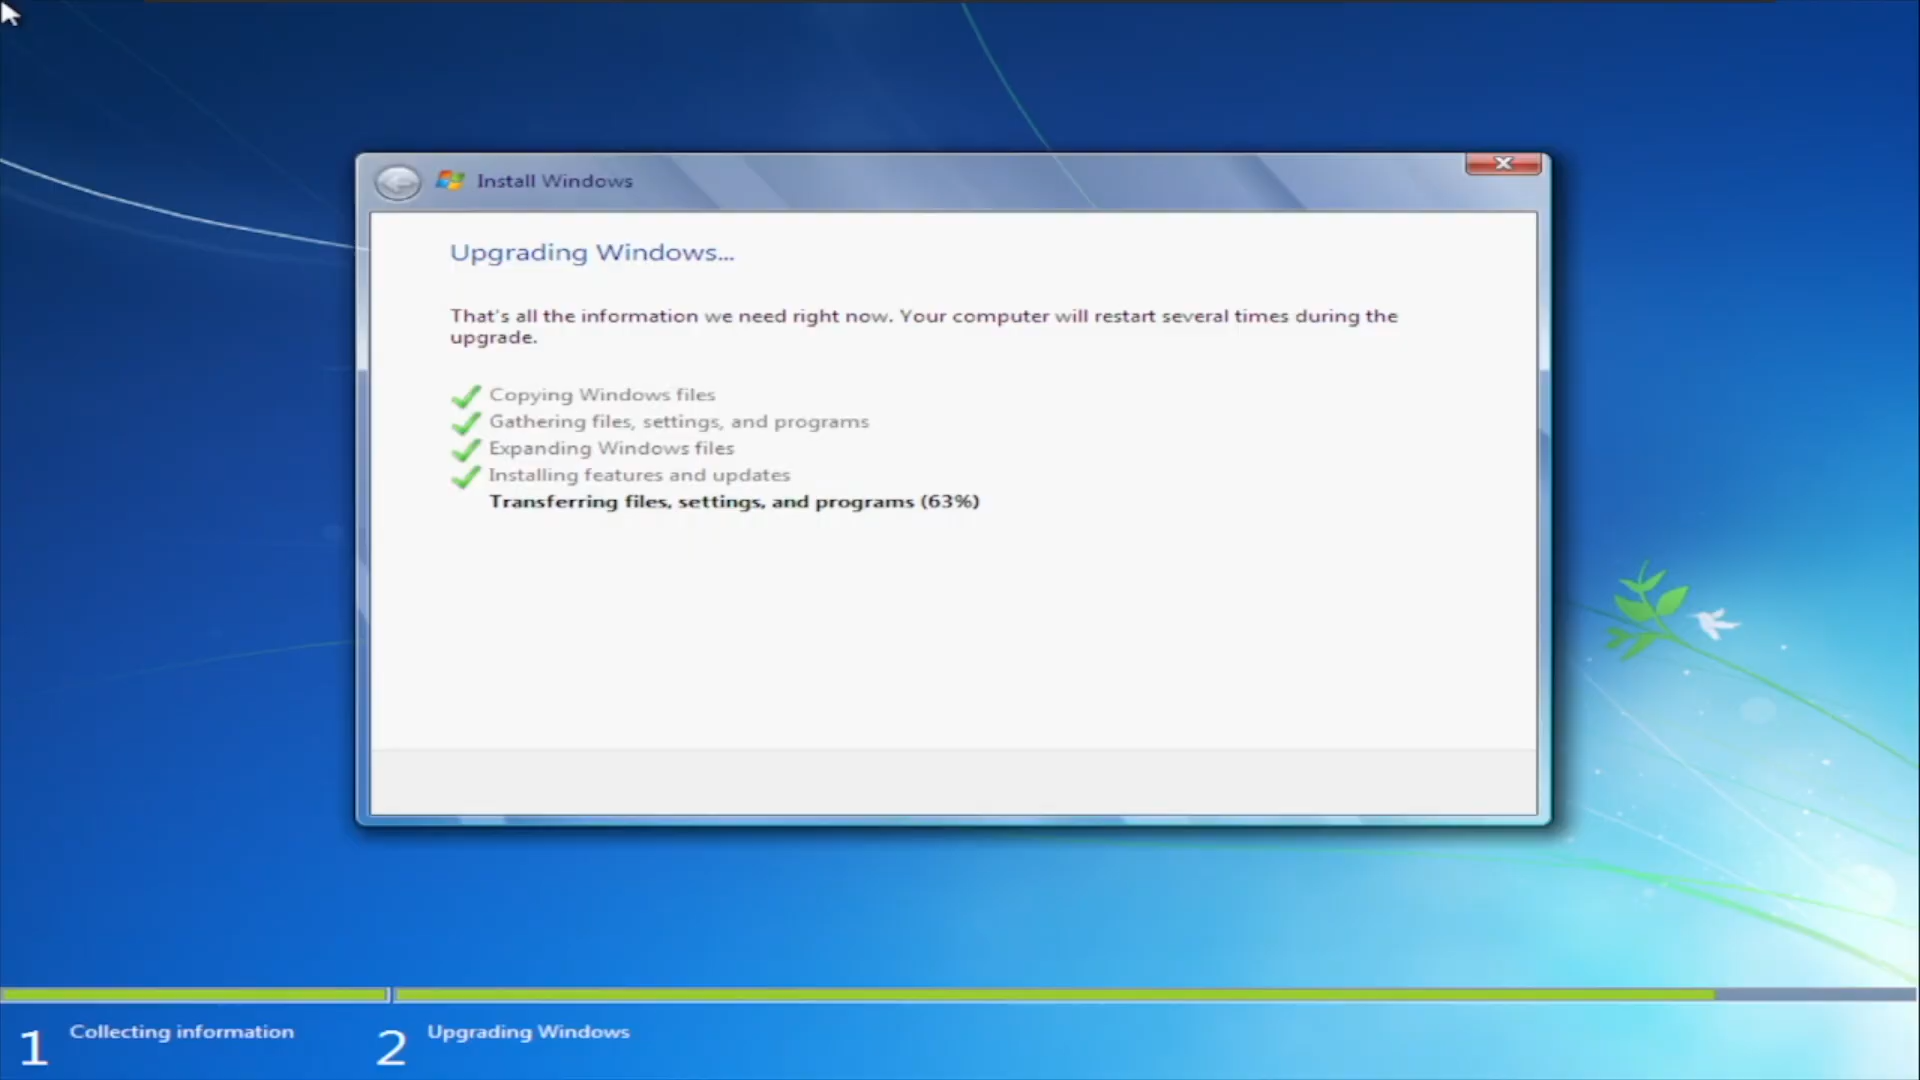 Install Windows
Upgrading Windows...
That's all the information we need right now. Your computer will restart several times during the
upgrade.
Copying Windows files
Gathering files, settings, and programs
Expanding Windows files
Installing features and updates
Transferring files, settings, and programs (63%)
1 Collecting information
2 Upgrading Windows